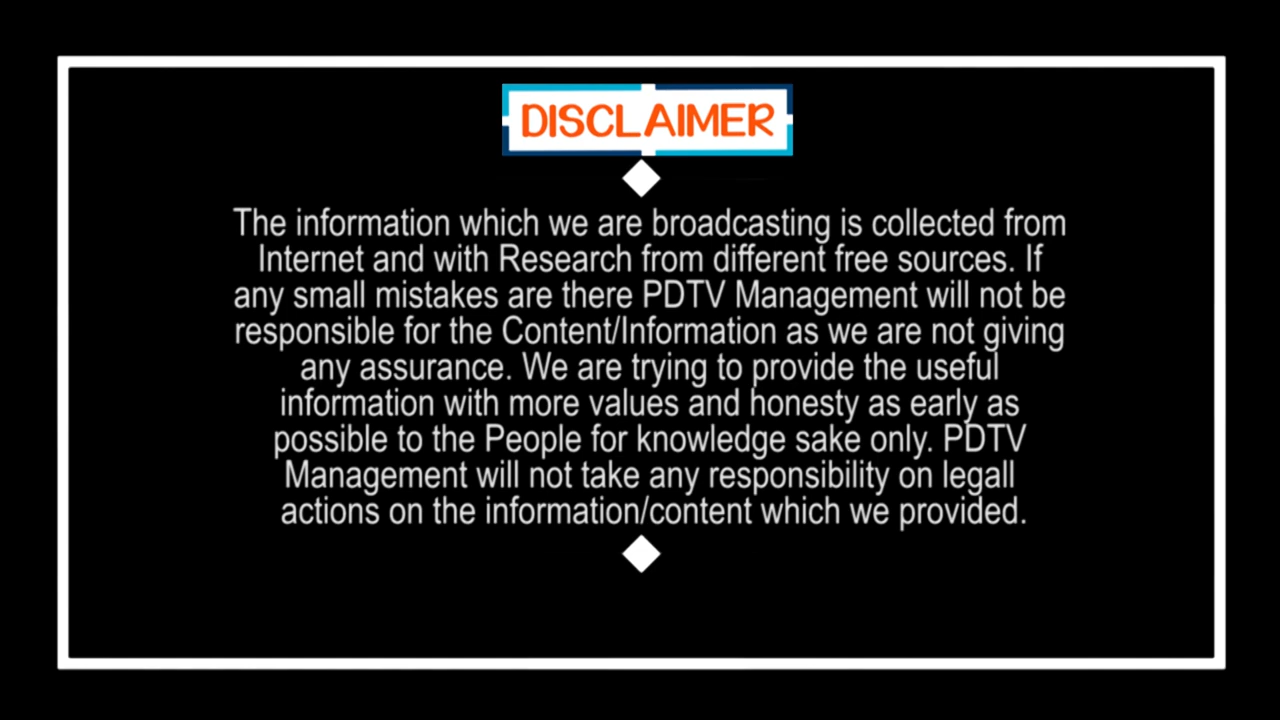 DISCLAIMER
The information which we are broadcasting is collected from
Internet and with Research from different free sources. If
any small mistakes are there PDTV Management will not be
responsible for the Content/Information as we are not giving
any assurance. We are trying to provide the useful
information with more values and honesty as early as
possible to the People for knowledge sake only. PDTV
Management will not take any responsibility on legall
actions on the information/content which we provided.